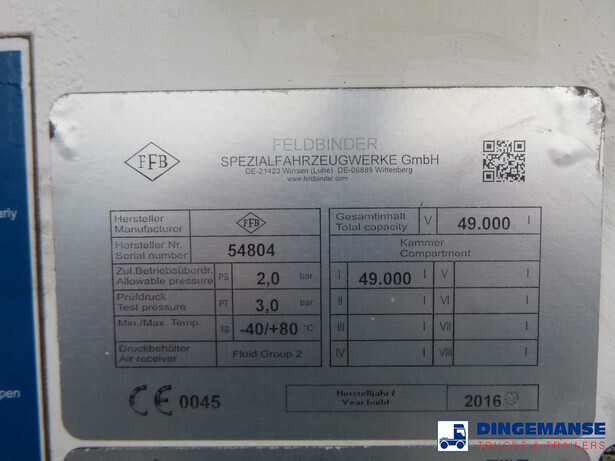 FELDBINDER
SPEZIALFAHRZEUGWERKE GmbH
DE-21423 Winsen (Luhe) DE-06889 Wittenberg
www.feldbinder.com
FFB
Hersteller
Manufacturer
FFB
Hersteller Nr.
Serial number
54804
Zul.Betriebsüberdr.
Allowable pressure
PS
2,0
bar
Prüfdruck
Test pressure
PT
3,0
bar
Min./Max. Temp.
TS
-40/+80
°C
Druckbehälter
Air receiver
Fluid Group 2
Gesamtinhalt
Total capacity
V
49.000
l
Kammer
Compartment
I 49.000 l V l
II l VI l
III l VII l
IV l VIII l
CE 0045
Herstelljahr /
Year build
2016
arly
pen
DINGEMANSE
TRUCKS & TRAILERS